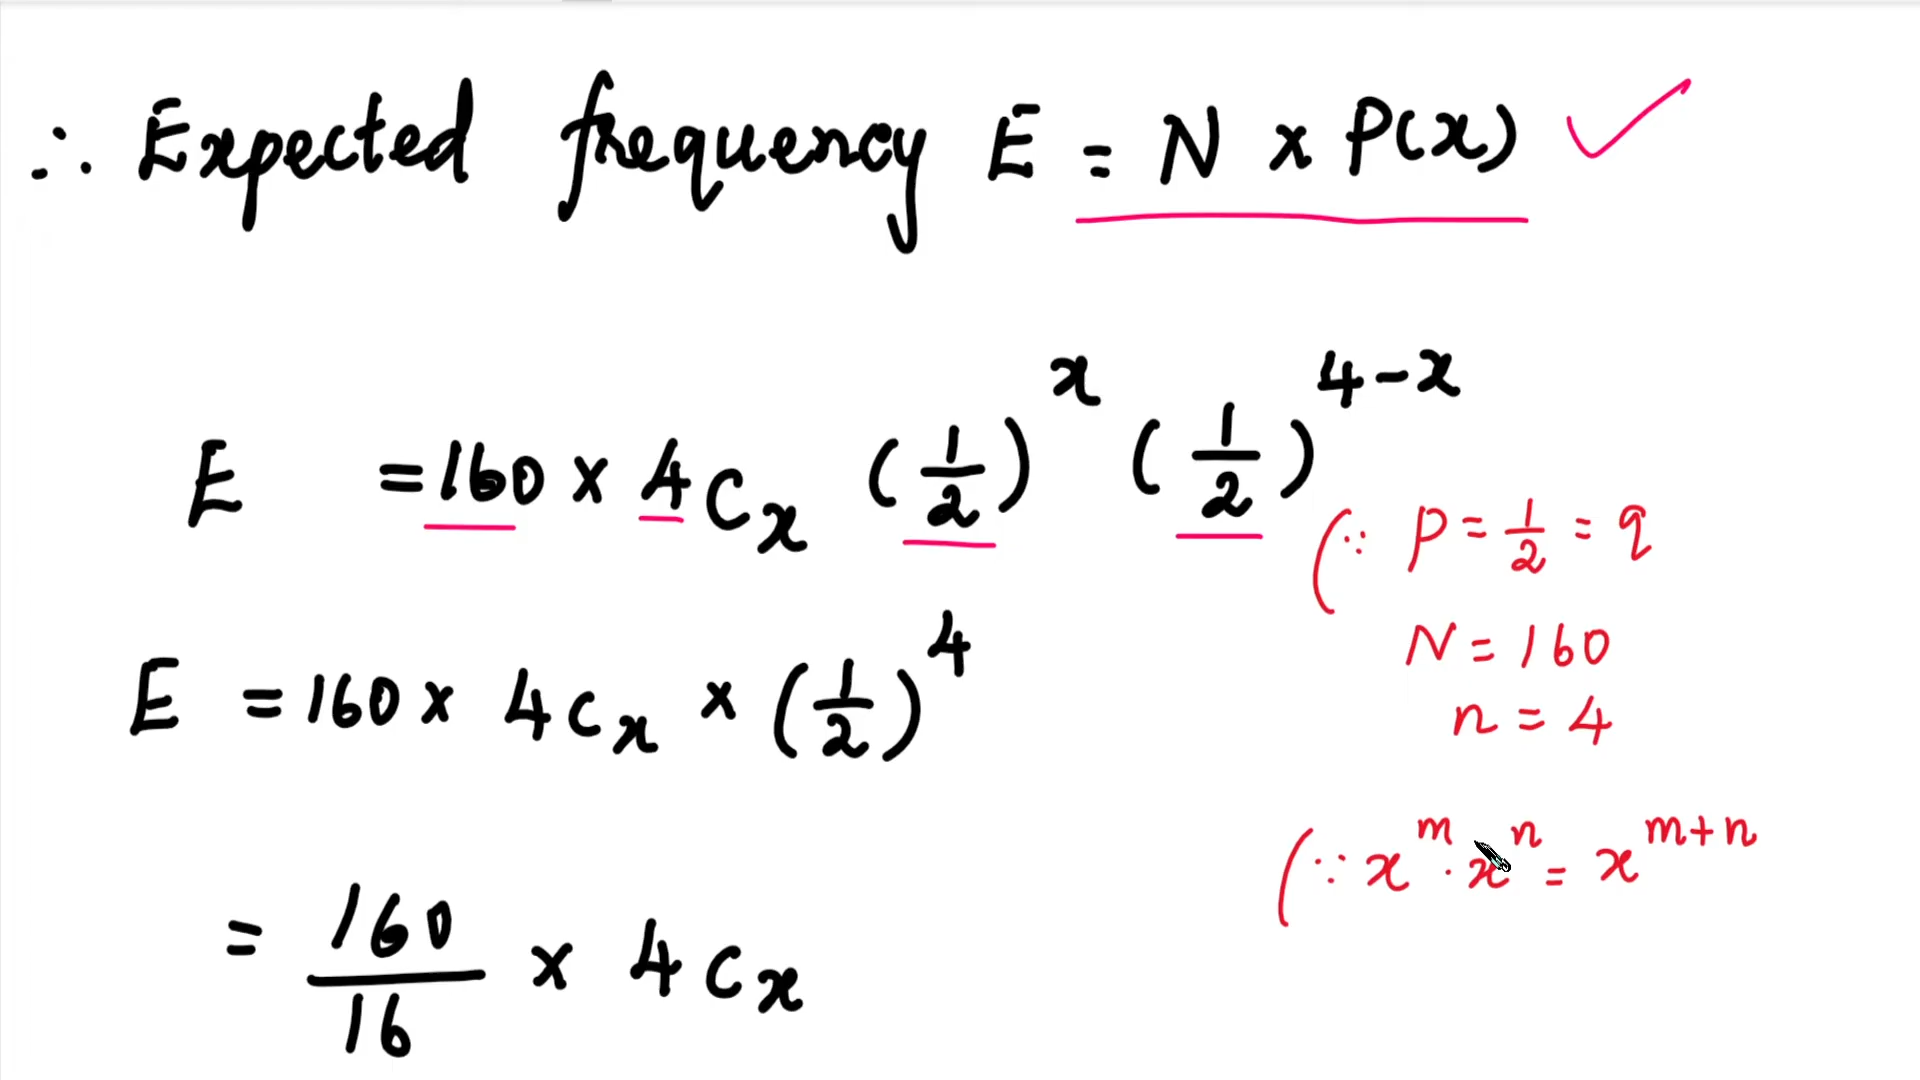 ∴ Expected frequency E = N × P(x) ✓
E = 160 × 4Cx (1/2)^x (1/2)^4-x
(∵ p = 1/2 = q
N = 160
n = 4
E = 160 × 4Cx × (1/2)^4
(∵ x^m · x^n = x^m+n
= 160/16 × 4Cx